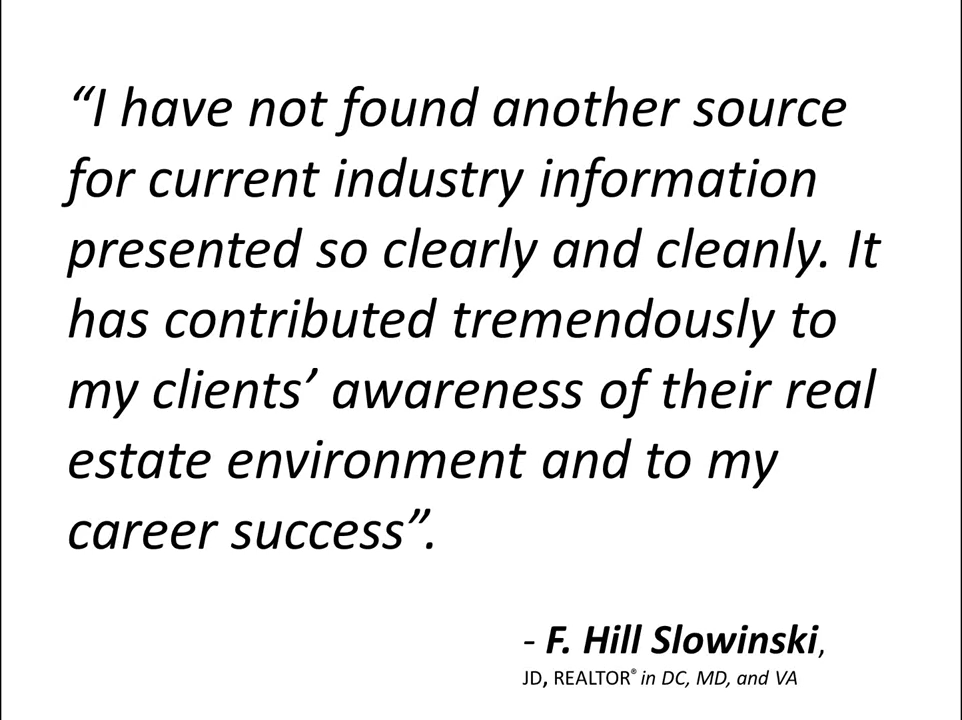 “I have not found another source
for current industry information
presented so clearly and cleanly. It
has contributed tremendously to
my clients’ awareness of their real
estate environment and to my
career success”.
- F. Hill Slowinski,
JD, REALTOR® in DC, MD, and VA